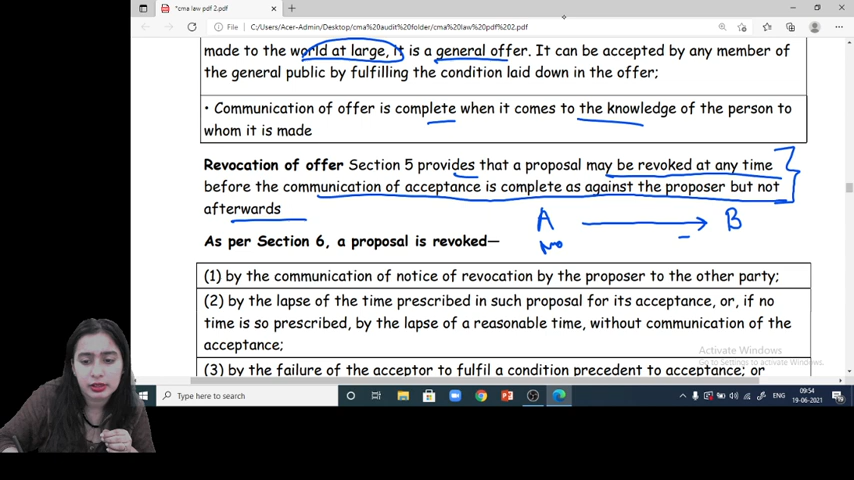 *cma law pdf 2.pdf
File C:/Users/Acer-Admin/Desktop/cma%20audit%20folder/cma%20law%20pdf%202.pdf
made to the world at large, it is a general offer. It can be accepted by any member of
the general public by fulfilling the condition laid down in the offer;
• Communication of offer is complete when it comes to the knowledge of the person to
whom it is made
Revocation of offer Section 5 provides that a proposal may be revoked at any time
before the communication of acceptance is complete as against the proposer but not
afterwards
A B
As per Section 6, a proposal is revoked—
(1) by the communication of notice of revocation by the proposer to the other party;
(2) by the lapse of the time prescribed in such proposal for its acceptance, or, if no
time is so prescribed, by the lapse of a reasonable time, without communication of the
acceptance;
Activate Windows
Go to Settings to activate Windows.
(3) by the failure of the acceptor to fulfil a condition precedent to acceptance; or
Type here to search
ENG
09:54
19-06-2021